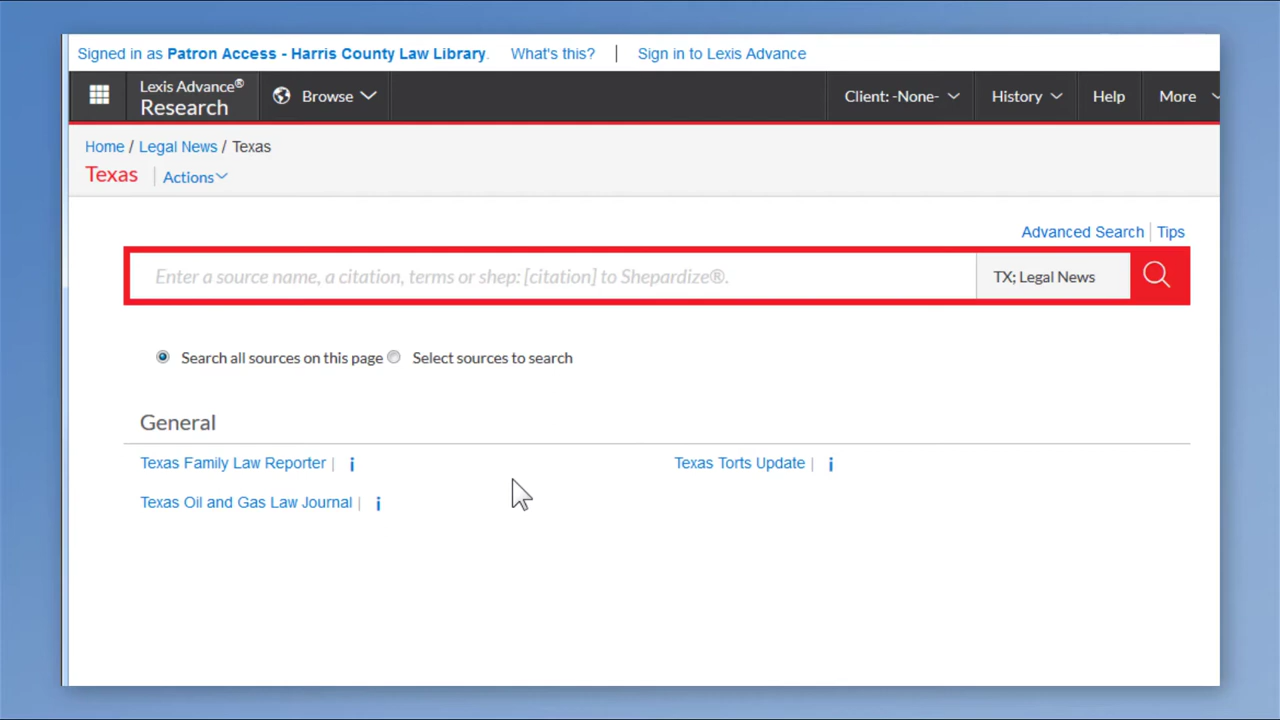 Signed in as Patron Access - Harris County Law Library. What's this? | Sign in to Lexis Advance
Lexis Advance®
Research
Browse
Client: -None-
History
Help
More
Home / Legal News / Texas
Texas | Actions
Advanced Search | Tips
Enter a source name, a citation, terms or shep: [citation] to Shepardize®.
TX; Legal News
Search all sources on this page Select sources to search
General
Texas Family Law Reporter | i
Texas Torts Update | i
Texas Oil and Gas Law Journal | i